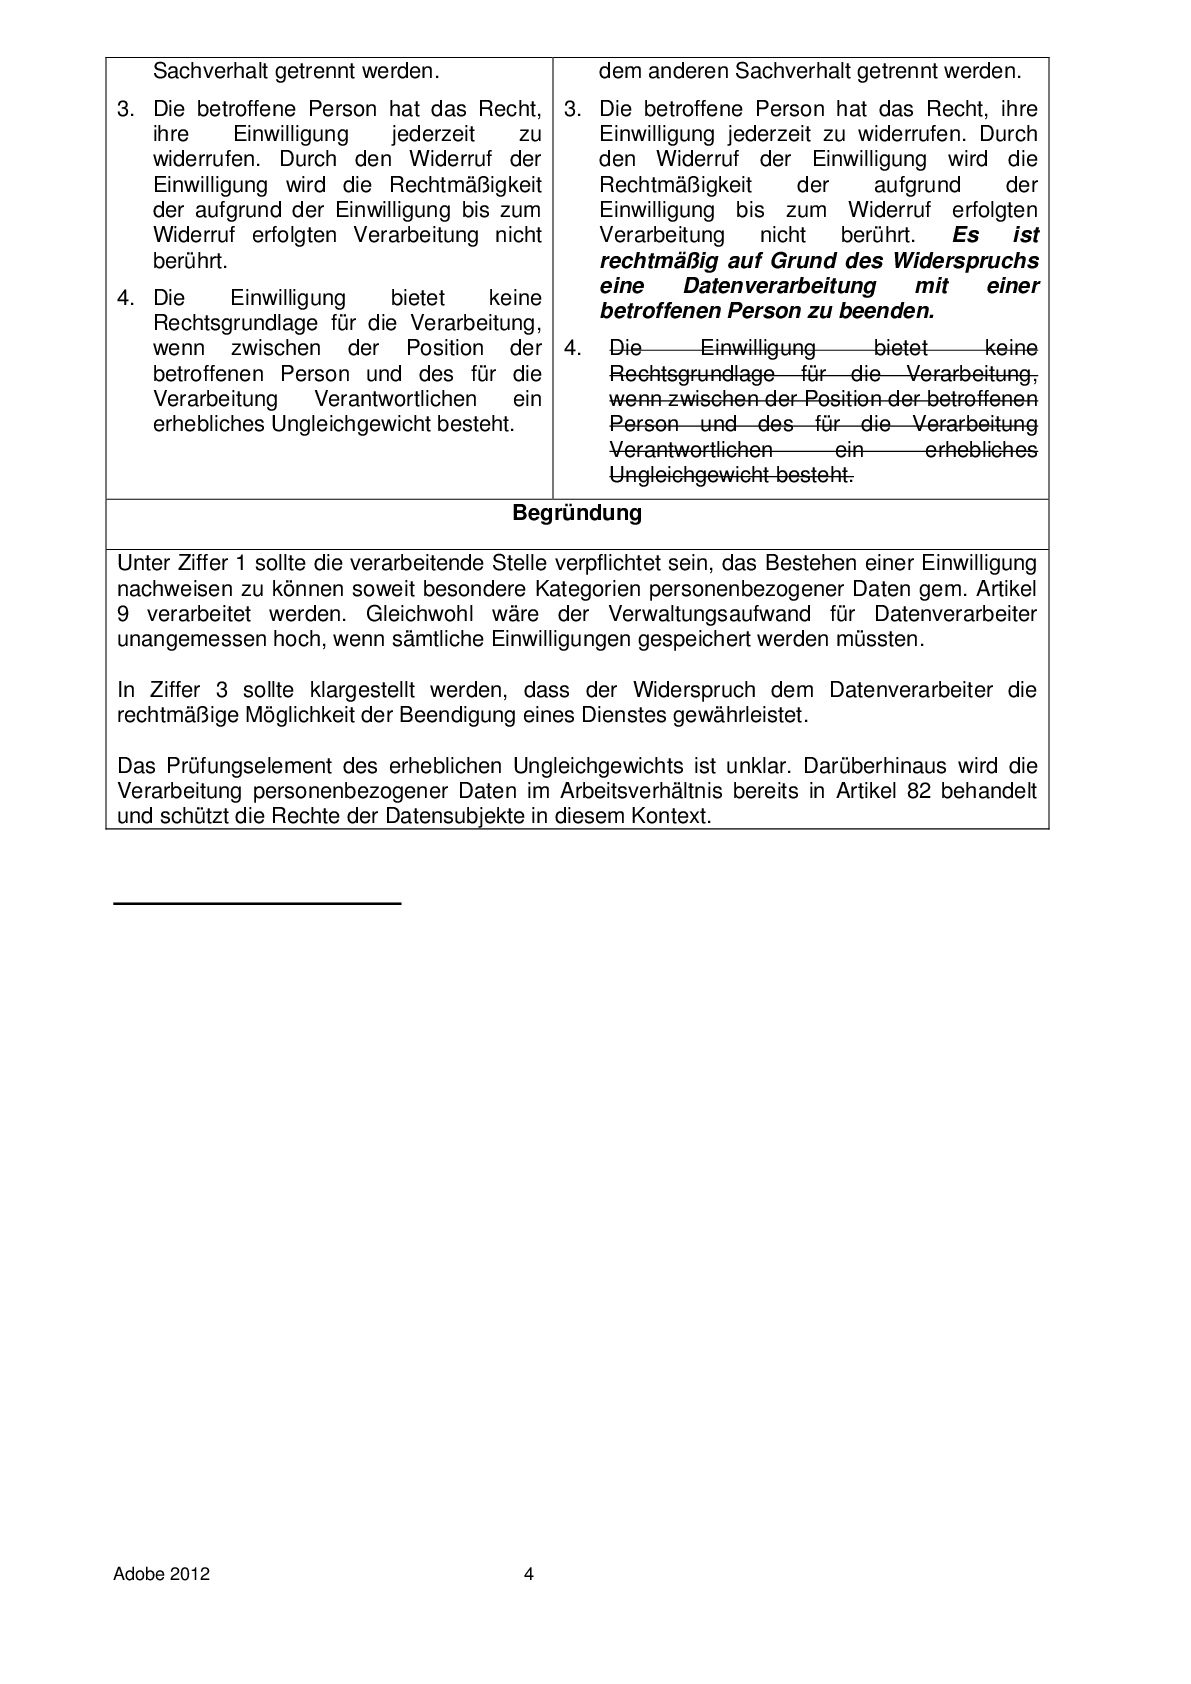 Sachverhalt getrennt werden.
3. Die betroffene Person hat das Recht,
ihre Einwilligung jederzeit zu
widerrufen. Durch den Widerruf der
Einwilligung wird die Rechtmäßigkeit
der aufgrund der Einwilligung bis zum
Widerruf erfolgten Verarbeitung nicht
berührt.
4. Die Einwilligung bietet keine
Rechtsgrundlage für die Verarbeitung,
wenn zwischen der Position der
betroffenen Person und des für die
Verarbeitung Verantwortlichen ein
erhebliches Ungleichgewicht besteht.
dem anderen Sachverhalt getrennt werden.
3. Die betroffene Person hat das Recht, ihre
Einwilligung jederzeit zu widerrufen. Durch
den Widerruf der Einwilligung wird die
Rechtmäßigkeit der aufgrund der
Einwilligung bis zum Widerruf erfolgten
Verarbeitung nicht berührt. Es ist
rechtmäßig auf Grund des Widerspruchs
eine Datenverarbeitung mit einer
betroffenen Person zu beenden.
4. Die Einwilligung bietet keine
Rechtsgrundlage für die Verarbeitung,
wenn zwischen der Position der betroffenen
Person und des für die Verarbeitung
Verantwortlichen ein erhebliches
Ungleichgewicht besteht.
Begründung
Unter Ziffer 1 sollte die verarbeitende Stelle verpflichtet sein, das Bestehen einer Einwilligung
nachweisen zu können soweit besondere Kategorien personenbezogener Daten gem. Artikel
9 verarbeitet werden. Gleichwohl wäre der Verwaltungsaufwand für Datenverarbeiter
unangemessen hoch, wenn sämtliche Einwilligungen gespeichert werden müssten.
In Ziffer 3 sollte klargestellt werden, dass der Widerspruch dem Datenverarbeiter die
rechtmäßige Möglichkeit der Beendigung eines Dienstes gewährleistet.
Das Prüfungselement des erheblichen Ungleichgewichts ist unklar. Darüberhinaus wird die
Verarbeitung personenbezogener Daten im Arbeitsverhältnis bereits in Artikel 82 behandelt
und schützt die Rechte der Datensubjekte in diesem Kontext.
Adobe 2012 4